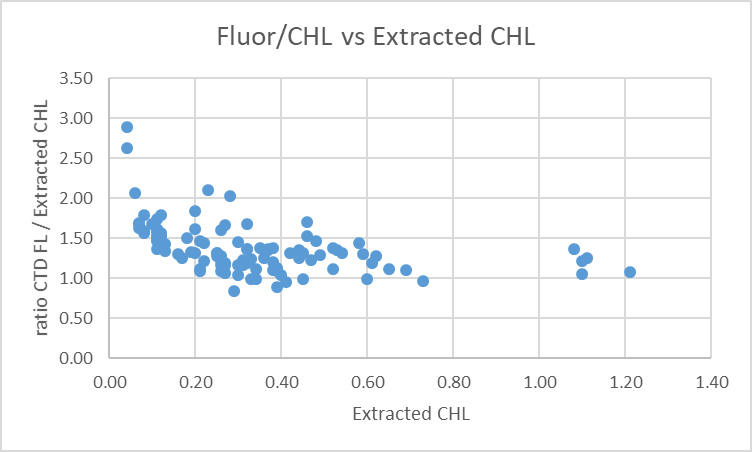 Fluor/CHL vs Extracted CHL
3.50
3.00
2.50
2.00
1.50
1.00
0.50
0.00
ratio CTD FL / Extracted CHL
0.00 0.20 0.40 0.60 0.80 1.00 1.20 1.40
Extracted CHL